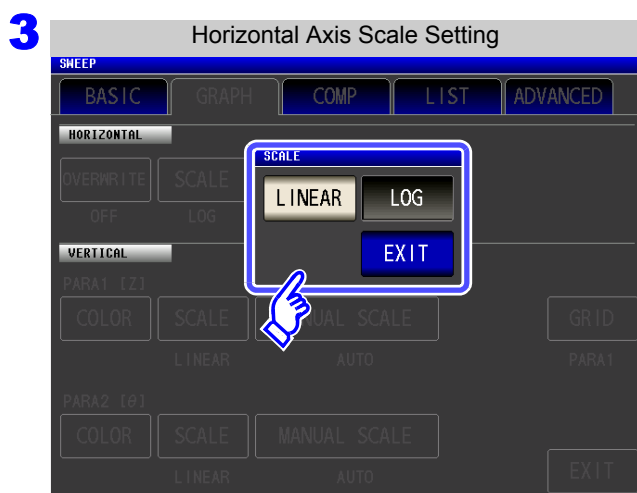 3
Horizontal Axis Scale Setting
SWEEP
BASIC GRAPH COMP LIST ADVANCED
HORIZONTAL
SCALE
OVERWRITE SCALE
LINEAR LOG
OFF LOG
EXIT
VERTICAL
PARA1 [Z]
COLOR SCALE MANUAL SCALE GRID
LINEAR AUTO PARA1
PARA2 [θ]
COLOR SCALE MANUAL SCALE
LINEAR AUTO EXIT